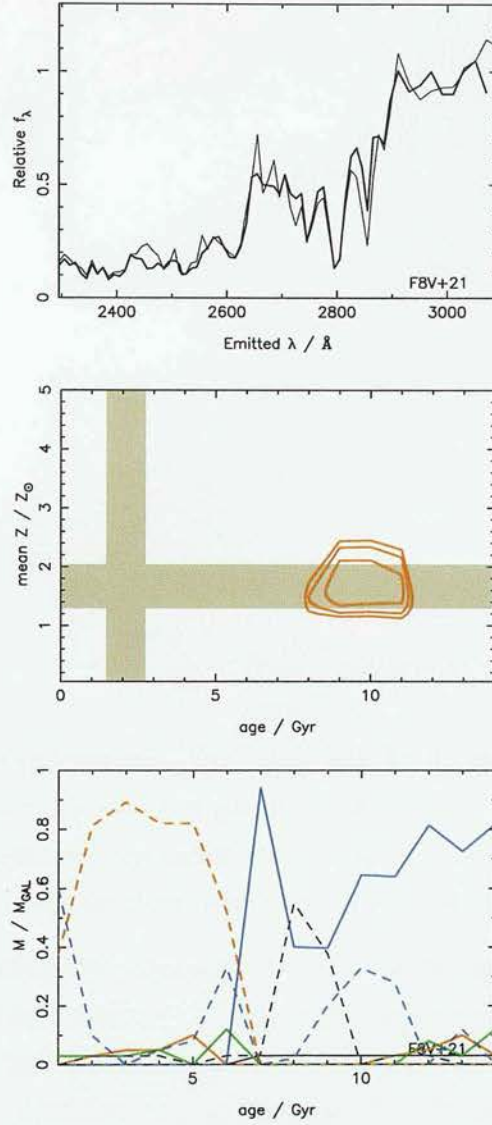 Relative f_λ
0
0.5
1
F8V+21
2400
2600
2800
3000
Emitted λ / Å
mean Z / Z_⊙
1
2
3
4
5
0
5
10
age / Gyr
M / M_GAL
0
0.2
0.4
0.6
0.8
1
F8V+21
5
10
age / Gyr